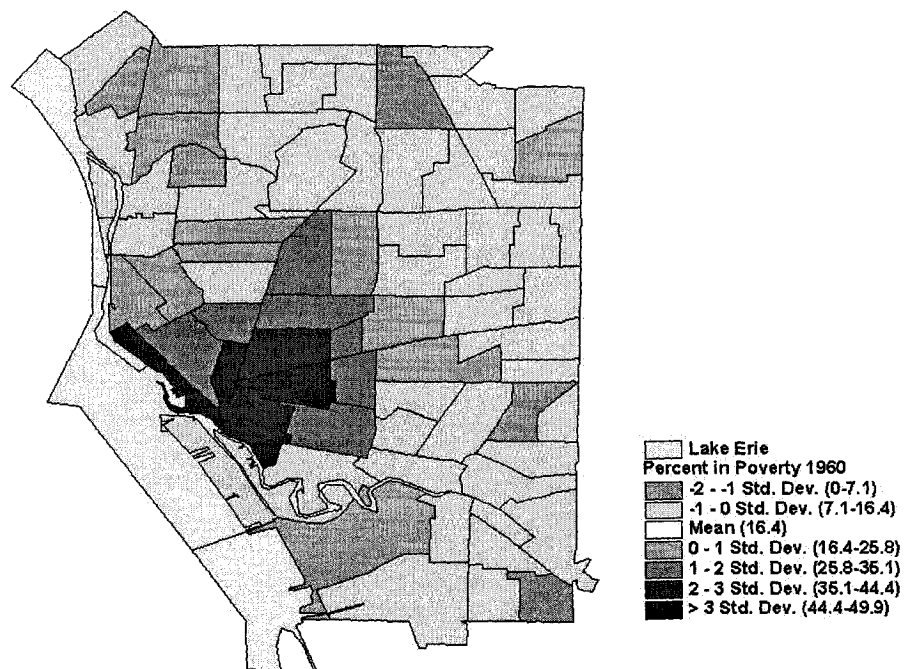 Lake Erie
Percent in Poverty 1960
-2 - -1 Std. Dev. (0-7.1)
-1 - 0 Std. Dev. (7.1-16.4)
Mean (16.4)
0 - 1 Std. Dev. (16.4-25.8)
1 - 2 Std. Dev. (25.8-35.1)
2 - 3 Std. Dev. (35.1-44.4)
> 3 Std. Dev. (44.4-49.9)